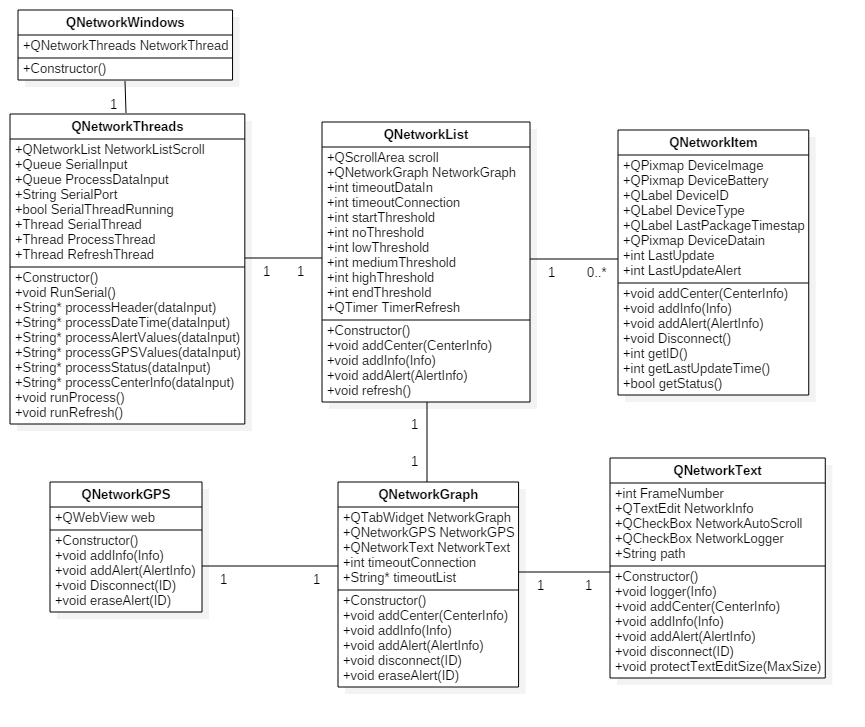 QNetworkWindows
+QNetworkThreads NetworkThread
+Constructor()
1
QNetworkThreads
+QNetworkList NetworkListScroll
+Queue SerialInput
+Queue ProcessDataInput
+String SerialPort
+bool SerialThreadRunning
+Thread SerialThread
+Thread ProcessThread
+Thread RefreshThread
+Constructor()
+void RunSerial()
+String* processHeader(dataInput)
+String* processDateTime(dataInput)
+String* processAlertValues(dataInput)
+String* processGPSValues(dataInput)
+String* processStatus(dataInput)
+String* processCenterInfo(dataInput)
+void runProcess()
+void runRefresh()
1
1
QNetworkList
+QScrollArea scroll
+QNetworkGraph NetworkGraph
+int timeoutDataIn
+int timeoutConnection
+int startThreshold
+int noThreshold
+int lowThreshold
+int mediumThreshold
+int highThreshold
+int endThreshold
+QTimer TimerRefresh
+Constructor()
+void addCenter(CenterInfo)
+void addInfo(Info)
+void addAlert(AlertInfo)
+void refresh()
1
0..*
QNetworkItem
+QPixmap DeviceImage
+QPixmap DeviceBattery
+QLabel DeviceID
+QLabel DeviceType
+QLabel LastPackageTimestap
+QPixmap DeviceDatain
+int LastUpdate
+int LastUpdateAlert
+void addCenter(CenterInfo)
+void addInfo(Info)
+void addAlert(AlertInfo)
+void Disconnect()
+int getID()
+int getLastUpdateTime()
+bool getStatus()
1
1
QNetworkGPS
+QWebView web
+Constructor()
+void addInfo(Info)
+void addAlert(AlertInfo)
+void Disconnect(ID)
+void eraseAlert(ID)
1
1
QNetworkGraph
+QTabWidget NetworkGraph
+QNetworkGPS NetworkGPS
+QNetworkText NetworkText
+int timeoutConnection
+String* timeoutList
+Constructor()
+void addCenter(CenterInfo)
+void addInfo(Info)
+void addAlert(AlertInfo)
+void disconnect(ID)
+void eraseAlert(ID)
1
1
QNetworkText
+int FrameNumber
+QTextEdit NetworkInfo
+QCheckBox NetworkAutoScroll
+QCheckBox NetworkLogger
+String path
+Constructor()
+void logger(Info)
+void addCenter(CenterInfo)
+void addInfo(Info)
+void addAlert(AlertInfo)
+void disconnect(ID)
+void protectTextEditSize(MaxSize)